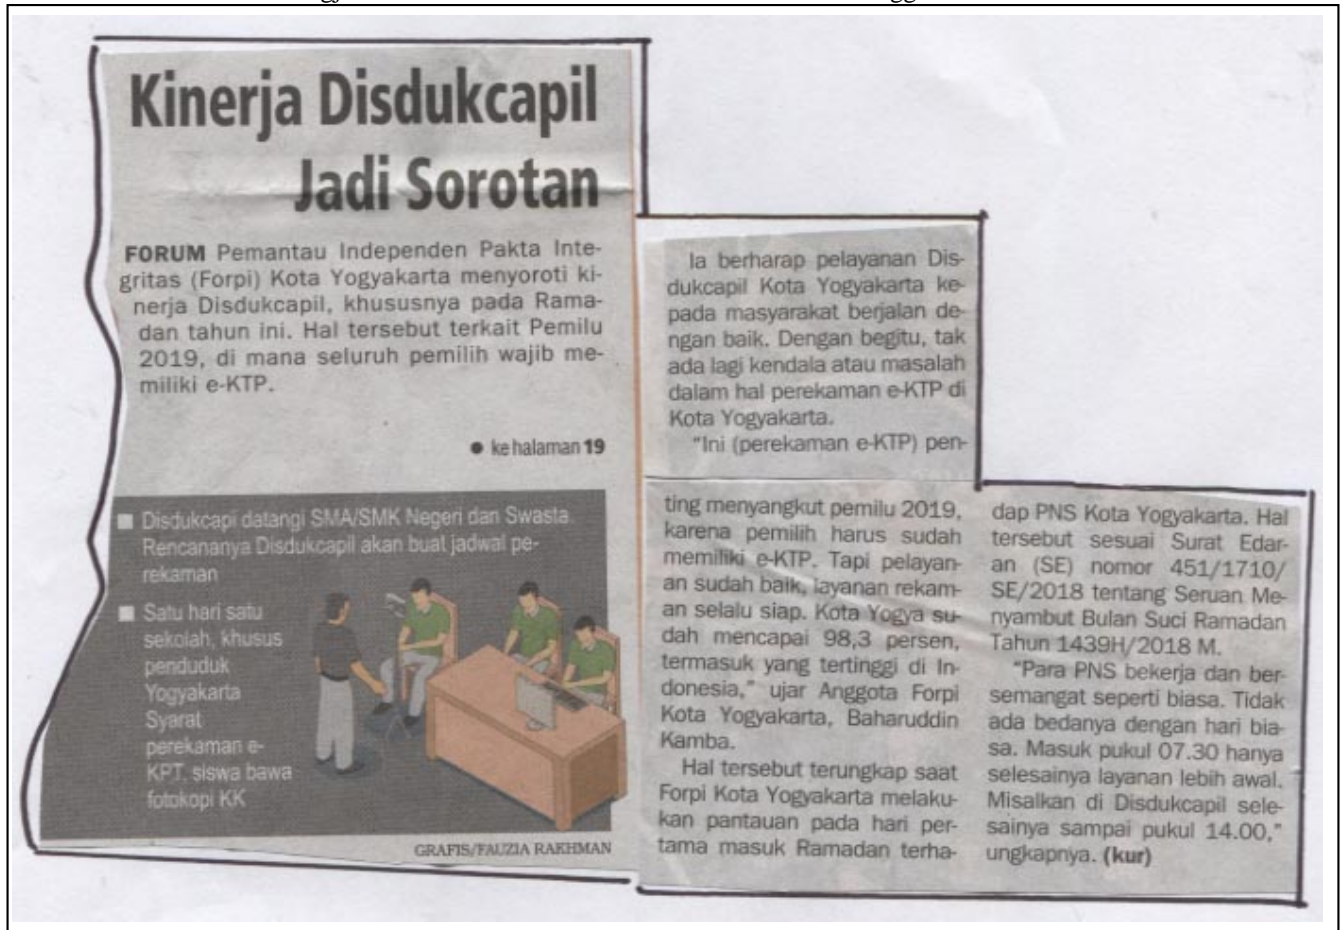 Kinerja Disdukcapil
Jadi Sorotan
FORUM Pemantau Independen Pakta Inte-
gritas (Forpi) Kota Yogyakarta menyoroti ki-
nerja Disdukcapil, khususnya pada Rama-
dan tahun ini. Hal tersebut terkait Pemilu
2019, di mana seluruh pemilih wajib me-
miliki e-KTP.
● ke halaman 19
■ Disdukcapi datangi SMA/SMK Negeri dan Swasta.
Rencananya Disdukcapil akan buat jadwal pe-
rekaman
■ Satu hari satu
sekolah, khusus
penduduk
Yogyakarta
Syarat
perekaman e-
KPT, siswa bawa
fotokopi KK
GRAFIS/FAUZIA RAKHMAN
Ia berharap pelayanan Dis-
dukcapil Kota Yogyakarta ke-
pada masyarakat berjalan de-
ngan baik. Dengan begitu, tak
ada lagi kendala atau masalah
dalam hal perekaman e-KTP di
Kota Yogyakarta.
"Ini (perekaman e-KTP) pen-
ting menyangkut pemilu 2019,
karena pemilih harus sudah
memiliki e-KTP. Tapi pelayan-
an sudah baik, layanan rekam-
an selalu siap. Kota Yogya su-
dah mencapai 98,3 persen,
termasuk yang tertinggi di In-
donesia," ujar Anggota Forpi
Kota Yogyakarta, Baharuddin
Kamba.
Hal tersebut terungkap saat
Forpi Kota Yogyakarta melaku-
kan pantauan pada hari per-
tama masuk Ramadan terha-
dap PNS Kota Yogyakarta. Hal
tersebut sesuai Surat Edar-
an (SE) nomor 451/1710/
SE/2018 tentang Seruan Me-
nyambut Bulan Suci Ramadan
Tahun 1439H/2018 M.
"Para PNS bekerja dan ber-
semangat seperti biasa. Tidak
ada bedanya dengan hari bia-
sa. Masuk pukul 07.30 hanya
selesainya layanan lebih awal.
Misalkan di Disdukcapil sele-
sainya sampai pukul 14.00,"
ungkapnya. (kur)